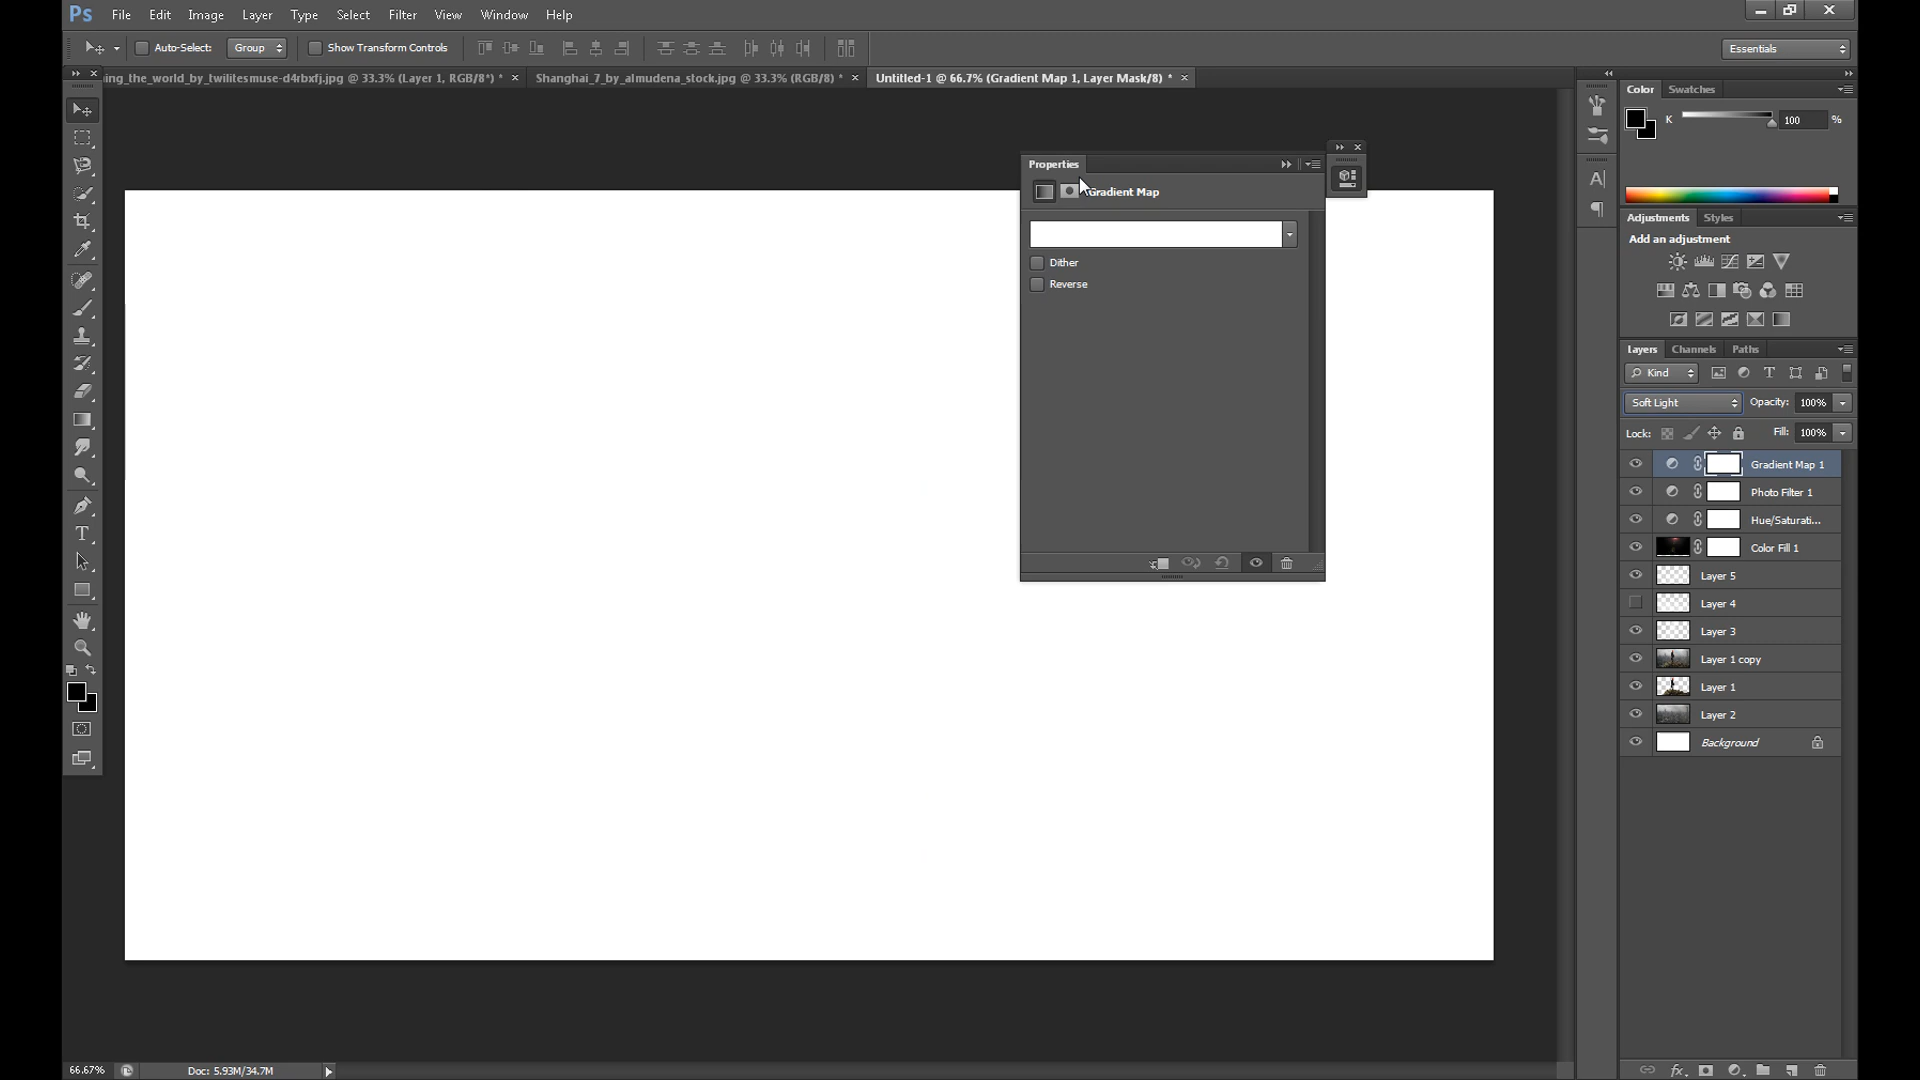 Ps File Edit Image Layer Type Select Filter View Window Help
Auto-Select: Group Show Transform Controls Essentials
ing_the_world_by_twilitesmuse-d4rbxfj.jpg @ 33.3% (Layer 1, RGB/8*) * Shanghai_7_by_almudena_stock.jpg @ 33.3% (RGB/8) * Untitled-1 @ 66.7% (Gradient Map 1, Layer Mask/8) *
Color Swatches
K 100 %
Properties
Gradient Map
Dither
Reverse
Adjustments Styles
Add an adjustment
Layers Channels Paths
Kind
Soft Light Opacity: 100%
Lock: Fill: 100%
Gradient Map 1
Photo Filter 1
Hue/Saturati...
Color Fill 1
Layer 5
Layer 4
Layer 3
Layer 1 copy
Layer 1
Layer 2
Background
66.67% Doc: 5.93M/34.7M